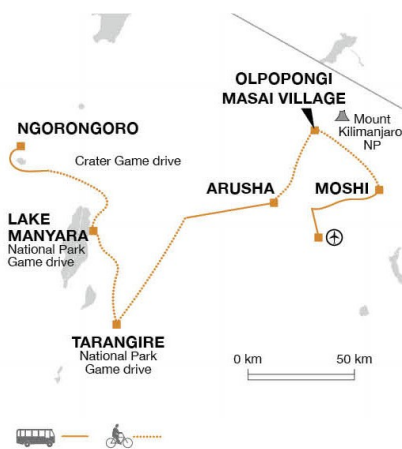 OLPOPONGI
MASAI VILLAGE
Mount
Kilimanjaro
NP
NGORONGORO
Crater Game drive
ARUSHA
MOSHI
LAKE
MANYARA
National Park
Game drive
TARANGIRE
National Park
Game drive
0 km
50 km